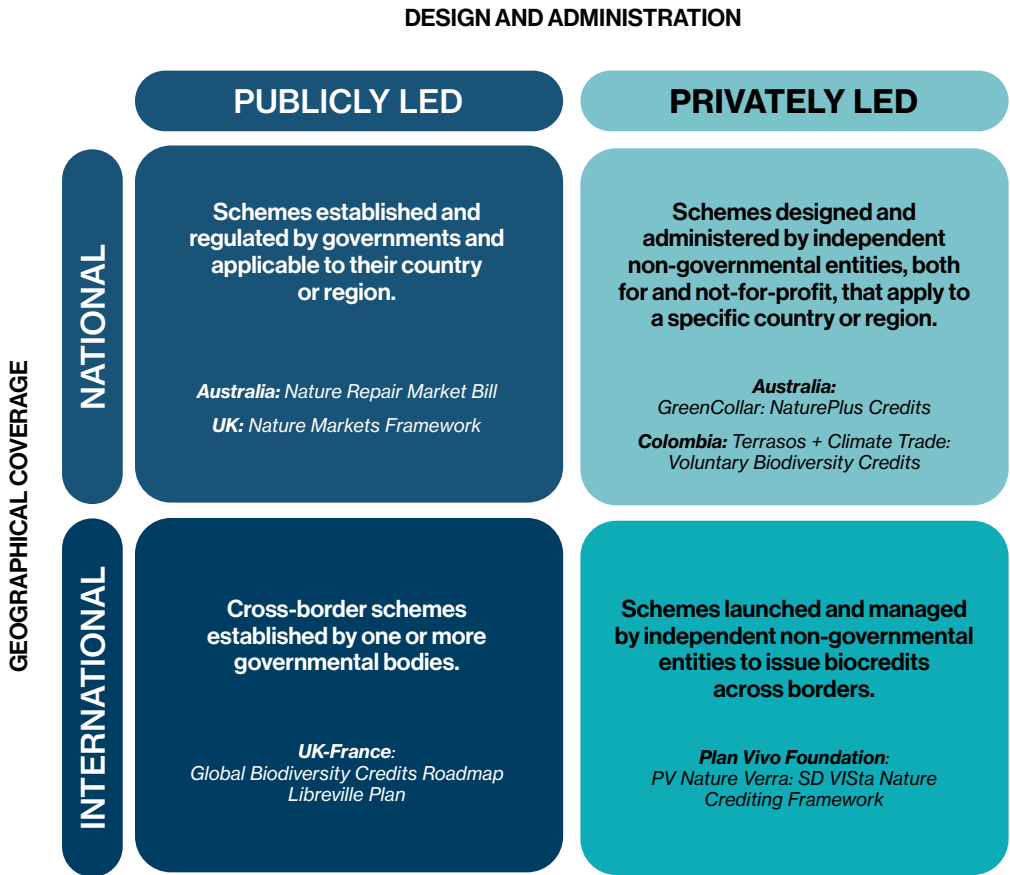 DESIGN AND ADMINISTRATION
PUBLICLY LED
PRIVATELY LED
GEOGRAPHICAL COVERAGE
NATIONAL
Schemes established and
regulated by governments and
applicable to their country
or region.
Australia: Nature Repair Market Bill
UK: Nature Markets Framework
Schemes designed and
administered by independent
non-governmental entities, both
for and not-for-profit, that apply to
a specific country or region.
Australia:
GreenCollar: NaturePlus Credits
Colombia: Terrasos + Climate Trade:
Voluntary Biodiversity Credits
INTERNATIONAL
Cross-border schemes
established by one or more
governmental bodies.
UK-France:
Global Biodiversity Credits Roadmap
Libreville Plan
Schemes launched and managed
by independent non-governmental
entities to issue biocredits
across borders.
Plan Vivo Foundation:
PV Nature Verra: SD VISta Nature
Crediting Framework